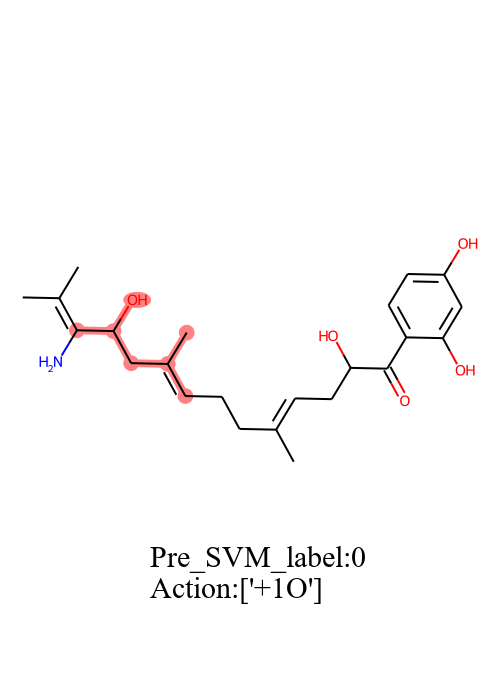 OH
OH
HO
H2N
OH
O
Pre_SVM_label:0
Action:['+1O']